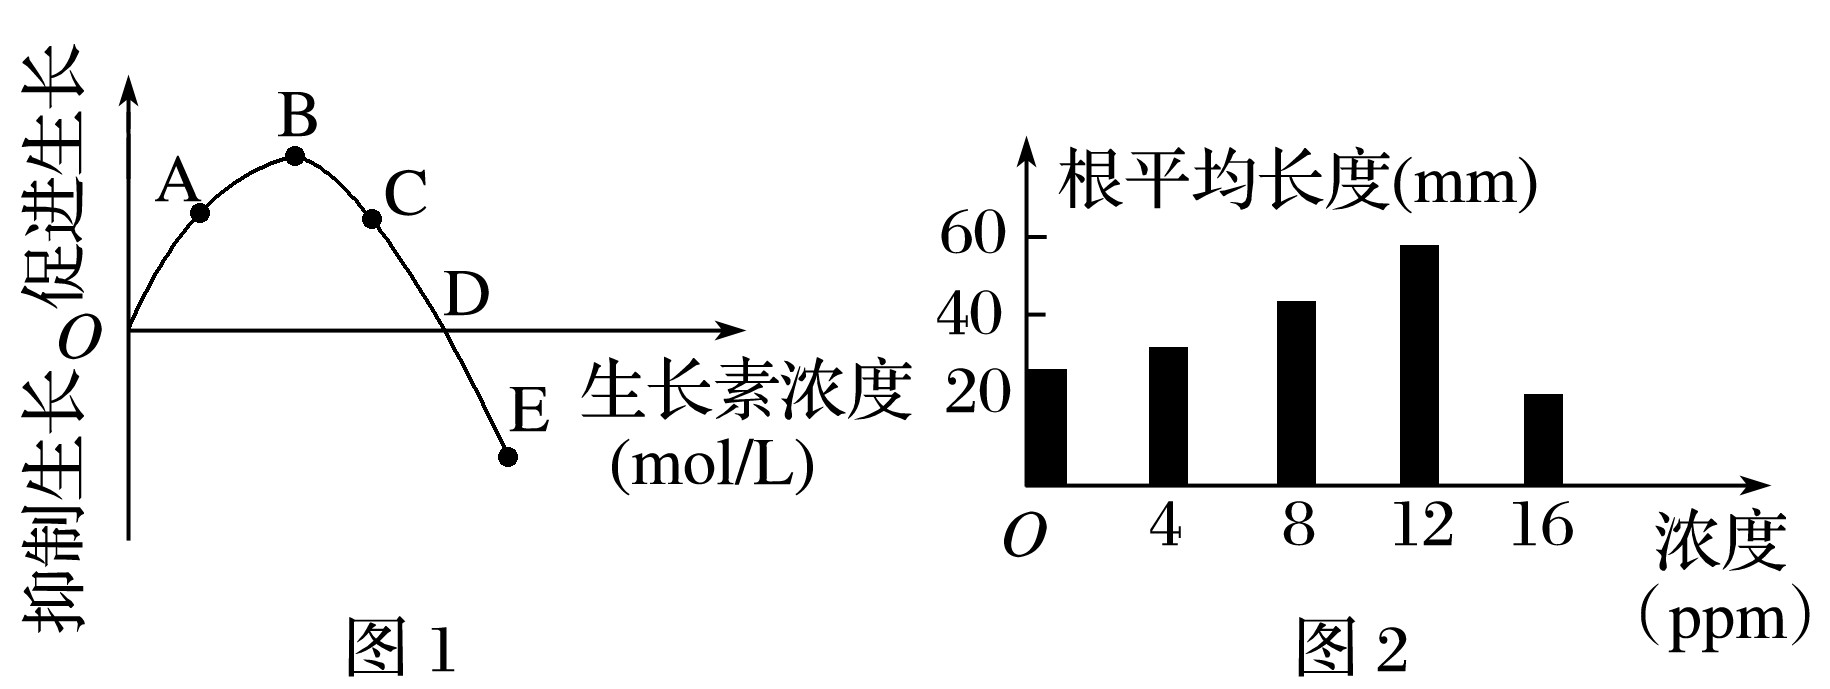 促进生长
抑制生长
A
B
C
D
E
O
生长素浓度
(mol/L)
图 1
根平均长度(mm)
60
40
20
O
4
8
12
16
浓度
(ppm)
图 2